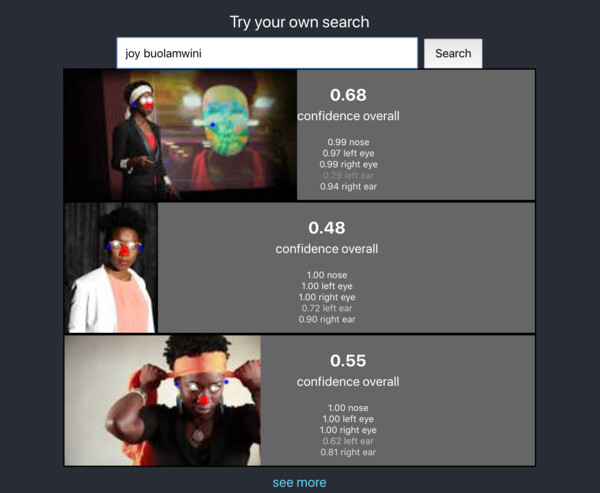 Try your own search
joy buolamwini
Search
0.68
confidence overall
0.99 nose
0.97 left eye
0.99 right eye
0.29 left ear
0.94 right ear
0.48
confidence overall
1.00 nose
1.00 left eye
1.00 right eye
0.72 left ear
0.90 right ear
0.55
confidence overall
1.00 nose
1.00 left eye
1.00 right eye
0.62 left ear
0.81 right ear
see more